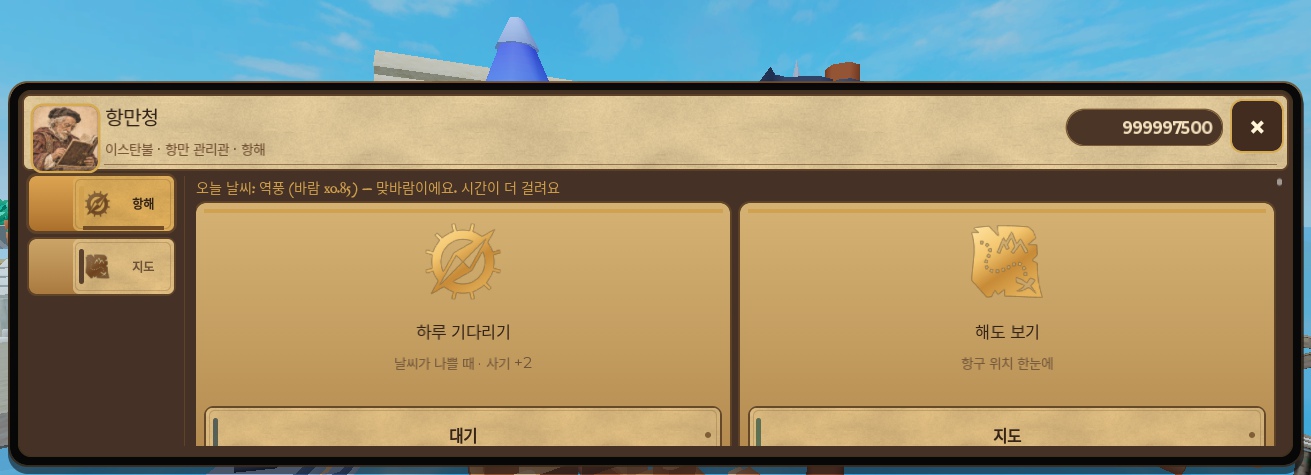 항만청
이스탄불 · 항만 관리관 · 항해
999997500
항해
지도
오늘 날씨: 역풍 (바람 x0.85) — 맞바람이에요. 시간이 더 걸려요
하루 기다리기
날씨가 나쁠 때 · 사기 +2
대기
해도 보기
항구 위치 한눈에
지도